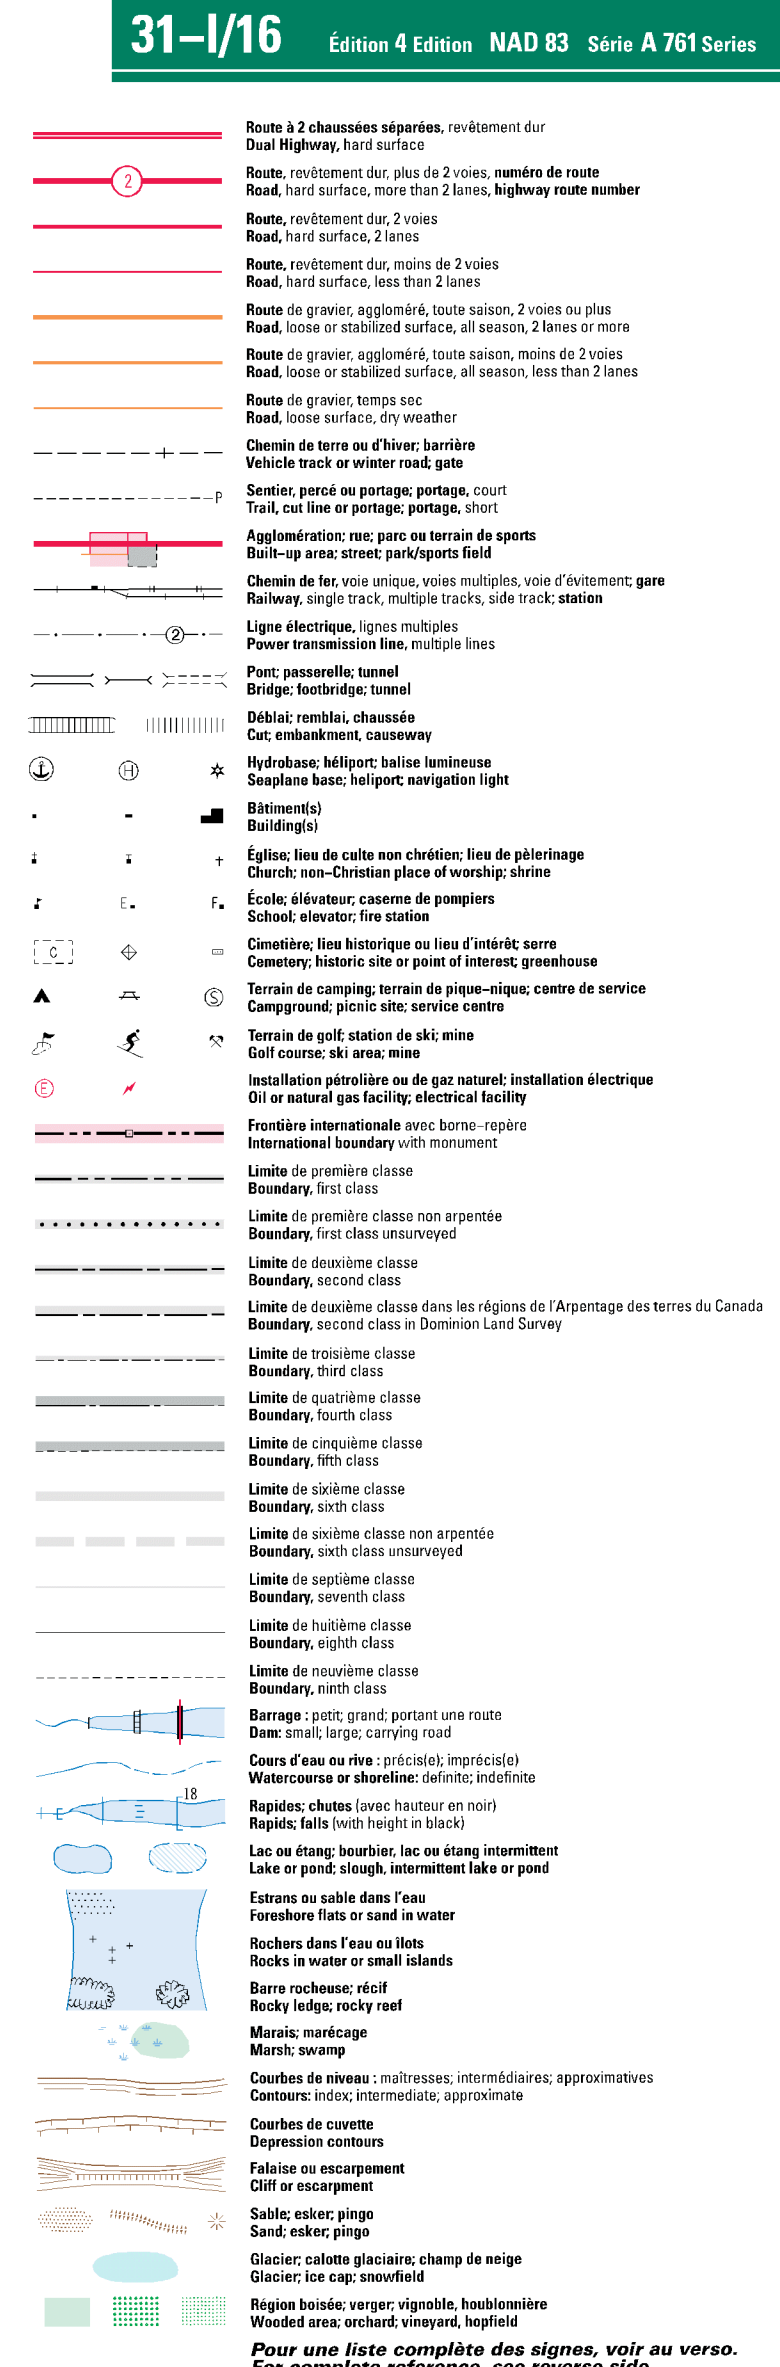 31–I/16 Édition 4 Edition NAD 83 Série A 761 Series
Route à 2 chaussées séparées, revêtement dur
Dual Highway, hard surface
2
Route, revêtement dur, plus de 2 voies, numéro de route
Road, hard surface, more than 2 lanes, highway route number
Route, revêtement dur, 2 voies
Road, hard surface, 2 lanes
Route, revêtement dur, moins de 2 voies
Road, hard surface, less than 2 lanes
Route de gravier, aggloméré, toute saison, 2 voies ou plus
Road, loose or stabilized surface, all season, 2 lanes or more
Route de gravier, aggloméré, toute saison, moins de 2 voies
Road, loose or stabilized surface, all season, less than 2 lanes
Route de gravier, temps sec
Road, loose surface, dry weather
Chemin de terre ou d'hiver; barrière
Vehicle track or winter road; gate
P
Sentier, percé ou portage; portage, court
Trail, cut line or portage; portage, short
Agglomération; rue; parc ou terrain de sports
Built–up area; street; park/sports field
Chemin de fer, voie unique, voies multiples, voie d'évitement; gare
Railway, single track, multiple tracks, side track; station
2
Ligne électrique, lignes multiples
Power transmission line, multiple lines
Pont; passerelle; tunnel
Bridge; footbridge; tunnel
Déblai; remblai, chaussée
Cut; embankment, causeway
H
Hydrobase; héliport; balise lumineuse
Seaplane base; heliport; navigation light
Bâtiment(s)
Building(s)
Église; lieu de culte non chrétien; lieu de pèlerinage
Church; non–Christian place of worship; shrine
E F
École; élévateur; caserne de pompiers
School; elevator; fire station
C
Cimetière; lieu historique ou lieu d'intérêt; serre
Cemetery; historic site or point of interest; greenhouse
S
Terrain de camping; terrain de pique–nique; centre de service
Campground; picnic site; service centre
Terrain de golf; station de ski; mine
Golf course; ski area; mine
E
Installation pétrolière ou de gaz naturel; installation électrique
Oil or natural gas facility; electrical facility
Frontière internationale avec borne–repère
International boundary with monument
Limite de première classe
Boundary, first class
Limite de première classe non arpentée
Boundary, first class unsurveyed
Limite de deuxième classe
Boundary, second class
Limite de deuxième classe dans les régions de l'Arpentage des terres du Canada
Boundary, second class in Dominion Land Survey
Limite de troisième classe
Boundary, third class
Limite de quatrième classe
Boundary, fourth class
Limite de cinquième classe
Boundary, fifth class
Limite de sixième classe
Boundary, sixth class
Limite de sixième classe non arpentée
Boundary, sixth class unsurveyed
Limite de septième classe
Boundary, seventh class
Limite de huitième classe
Boundary, eighth class
Limite de neuvième classe
Boundary, ninth class
Barrage : petit; grand; portant une route
Dam: small; large; carrying road
Cours d'eau ou rive : précis(e); imprécis(e)
Watercourse or shoreline: definite; indefinite
18
Rapides; chutes (avec hauteur en noir)
Rapids; falls (with height in black)
Lac ou étang; bourbier, lac ou étang intermittent
Lake or pond; slough, intermittent lake or pond
Estrans ou sable dans l'eau
Foreshore flats or sand in water
Rochers dans l'eau ou îlots
Rocks in water or small islands
Barre rocheuse; récif
Rocky ledge; rocky reef
Marais; marécage
Marsh; swamp
Courbes de niveau : maîtresses; intermédiaires; approximatives
Contours: index; intermediate; approximate
Courbes de cuvette
Depression contours
Falaise ou escarpement
Cliff or escarpment
Sable; esker; pingo
Sand; esker; pingo
Glacier; calotte glaciaire; champ de neige
Glacier; ice cap; snowfield
Région boisée; verger; vignoble, houblonnière
Wooded area; orchard; vineyard, hopfield
Pour une liste complète des signes, voir au verso.
For complete reference, see reverse side